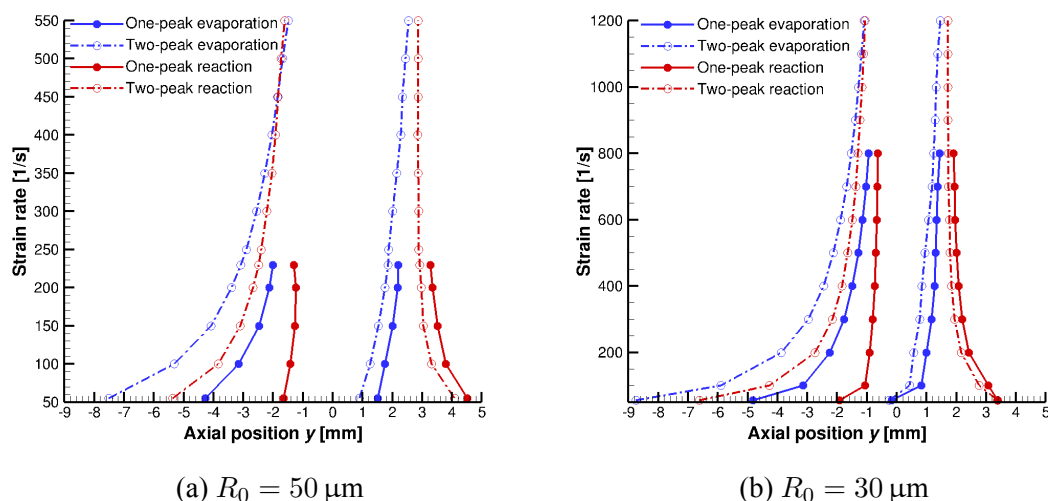 One-peak evaporation
Two-peak evaporation
One-peak reaction
Two-peak reaction
Strain rate [1/s]
550
500
450
400
350
300
250
200
150
100
50
-9 -8 -7 -6 -5 -4 -3 -2 -1 0 1 2 3 4 5
Axial position y [mm]
(a) R₀ = 50 μm
One-peak evaporation
Two-peak evaporation
One-peak reaction
Two-peak reaction
Strain rate [1/s]
1200
1000
800
600
400
200
-9 -8 -7 -6 -5 -4 -3 -2 -1 0 1 2 3 4 5
Axial position y [mm]
(b) R₀ = 30 μm